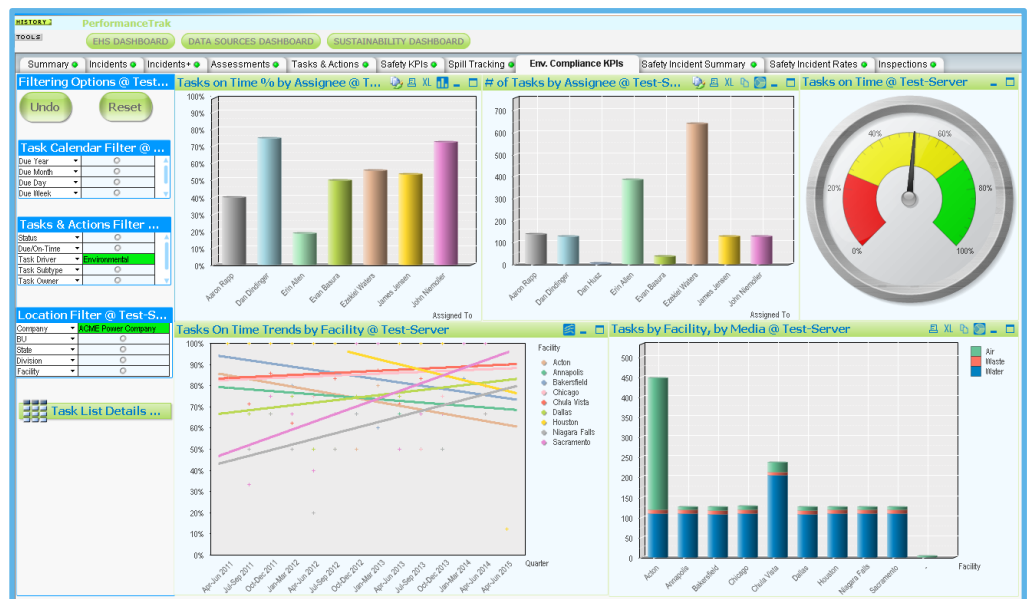 HISTORY
PerformanceTrak
TOOLS
EHS DASHBOARD
DATA SOURCES DASHBOARD
SUSTAINABILITY DASHBOARD
Summary
Incidents
Incidents+
Assessments
Tasks & Actions
Safety KPIs
Spill Tracking
Env. Compliance KPIs
Safety Incident Summary
Safety Incident Rates
Inspections
Filtering Options @ Test...
Undo
Reset
Task Calendar Filter @ ...
Due Year
Due Month
Due Day
Due Week
Tasks & Actions Filter ...
Status
Due/On-Time
Task Driver Environmental
Task Subtype
Task Owner
Location Filter @ Test-S...
Company ACME Power Company
BU
State
Division
Facility
Task List Details ...
Tasks on Time % by Assignee @ T...
XL
100%
90%
80%
70%
60%
50%
40%
30%
20%
10%
0%
Aaron Rapp
Dan Dindinger
Erin Allen
Evan Basura
Ezekiel Waters
James Jensen
John Niemoller
Assigned To
# of Tasks by Assignee @ Test-S...
XL
700
600
500
400
300
200
100
0
Aaron Rapp
Dan Dindinger
Dan Husz
Erin Allen
Evan Basura
Ezekiel Waters
James Jensen
John Niemoller
Assigned To
Tasks on Time @ Test-Server
0%
20%
40%
60%
80%
100%
Tasks On Time Trends by Facility @ Test-Server
100%
90%
80%
70%
60%
50%
40%
30%
20%
10%
0%
Apr-Jun 2011
Jul-Sep 2011
Oct-Dec 2011
Jan-Mar 2012
Apr-Jun 2012
Jul-Sep 2012
Oct-Dec 2012
Jan-Mar 2013
Apr-Jun 2013
Jul-Sep 2013
Oct-Dec 2013
Jan-Mar 2014
Apr-Jun 2014
Apr-Jun 2015
Quarter
Facility
Acton
Annapolis
Bakersfield
Chicago
Chula Vista
Dallas
Houston
Niagara Falls
Sacramento
Tasks by Facility, by Media @ Test-Server
XL
500
450
400
350
300
250
200
150
100
50
0
Acton
Annapolis
Bakersfield
Chicago
Chula Vista
Dallas
Houston
Niagara Falls
Sacramento
-
Facility
Air
Waste
Water